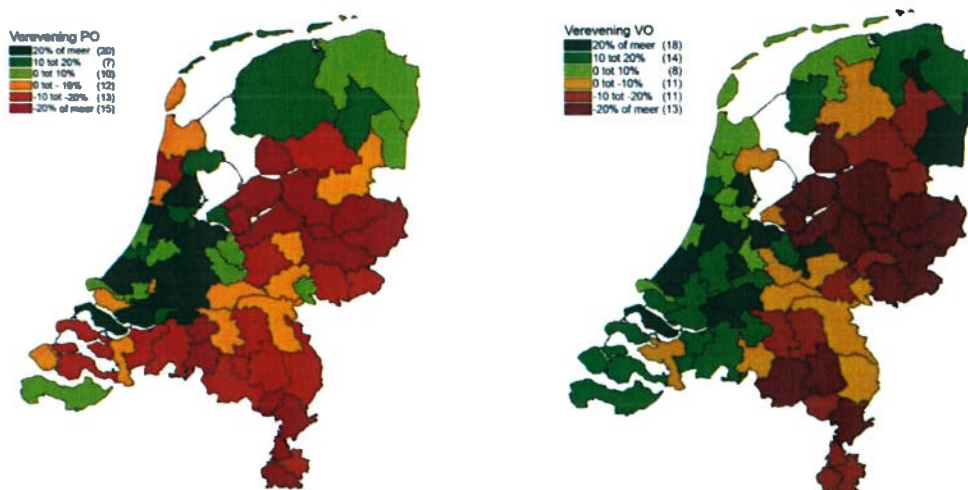 Verevening PO
20% of meer (20)
10 tot 20% (7)
0 tot 10% (10)
0 tot -10% (12)
-10 tot -20% (13)
-20% of meer (15)
Verevening VO
20% of meer (18)
10 tot 20% (14)
0 tot 10% (8)
0 tot -10% (11)
-10 tot -20% (11)
-20% of meer (13)